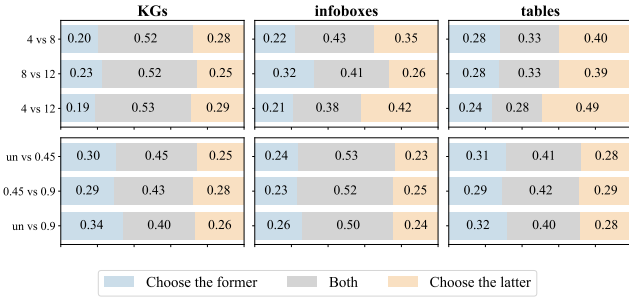 KGs infoboxes tables
4 vs 8 0.20 0.52 0.28 0.22 0.43 0.35 0.28 0.33 0.40
8 vs 12 0.23 0.52 0.25 0.32 0.41 0.26 0.28 0.33 0.39
4 vs 12 0.19 0.53 0.29 0.21 0.38 0.42 0.24 0.28 0.49
un vs 0.45 0.30 0.45 0.25 0.24 0.53 0.23 0.31 0.41 0.28
0.45 vs 0.9 0.29 0.43 0.28 0.23 0.52 0.25 0.29 0.42 0.29
un vs 0.9 0.34 0.40 0.26 0.26 0.50 0.24 0.32 0.40 0.28
Choose the former Both Choose the latter